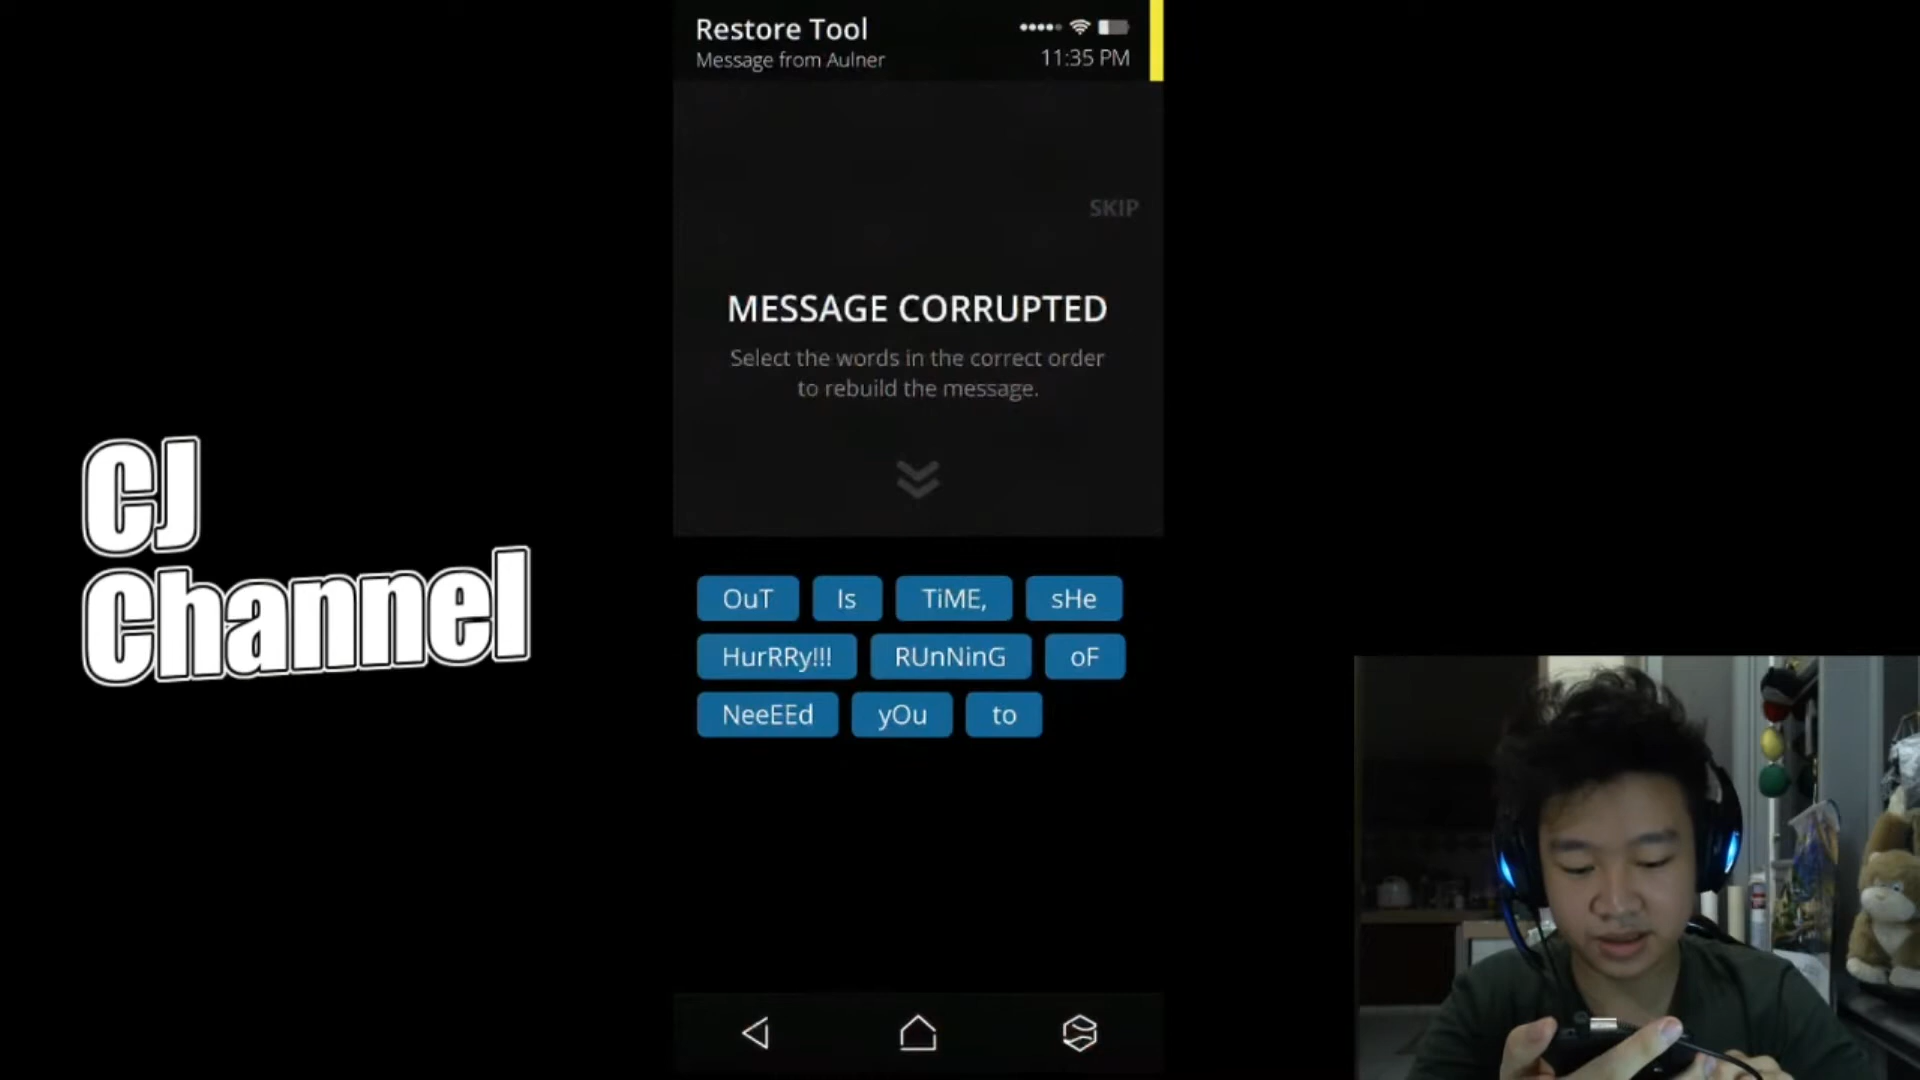 Restore Tool
Message from Aulner
11:35 PM
SKIP
MESSAGE CORRUPTED
Select the words in the correct order
to rebuild the message.
CJ
Channel
OuT Is TiME, sHe
HurRRy!!! RUnNinG oF
NeeEEd yOu to